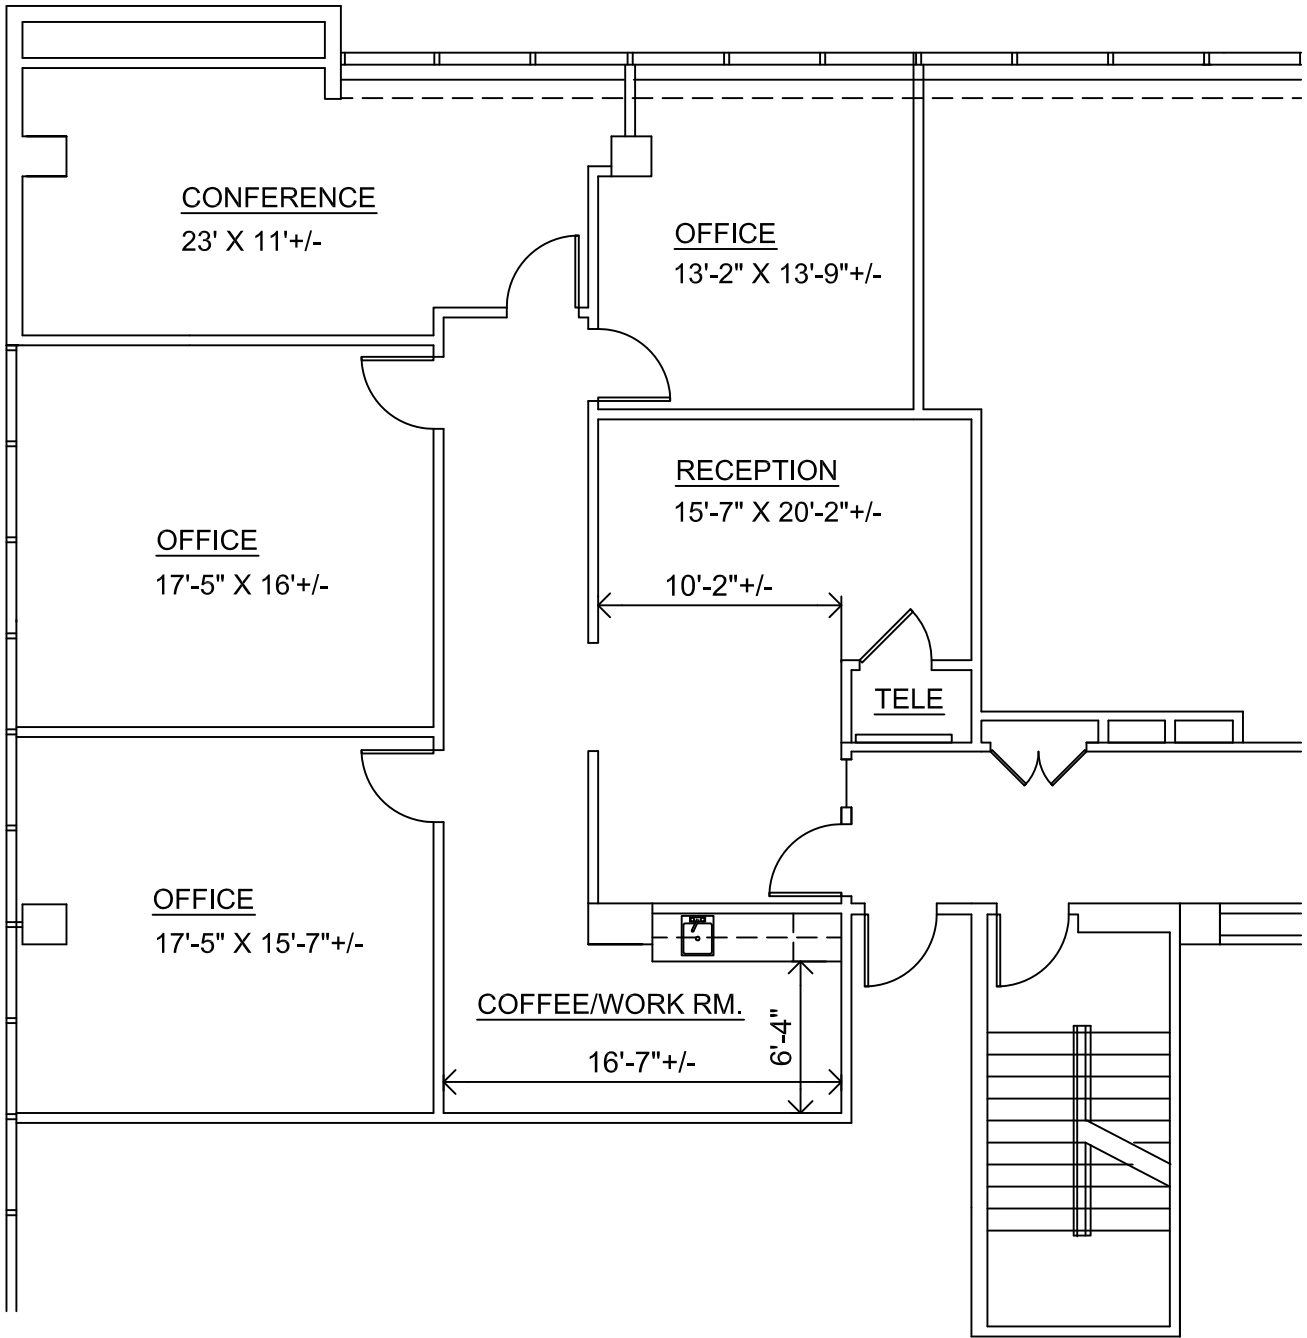 CONFERENCE
23' X 11'+/-
OFFICE
13'-2" X 13'-9"+/-
RECEPTION
15'-7" X 20'-2"+/-
OFFICE
17'-5" X 16'+/-
10'-2"+/-
TELE
OFFICE
17'-5" X 15'-7"+/-
COFFEE/WORK RM.
16'-7"+/-
6'-4"